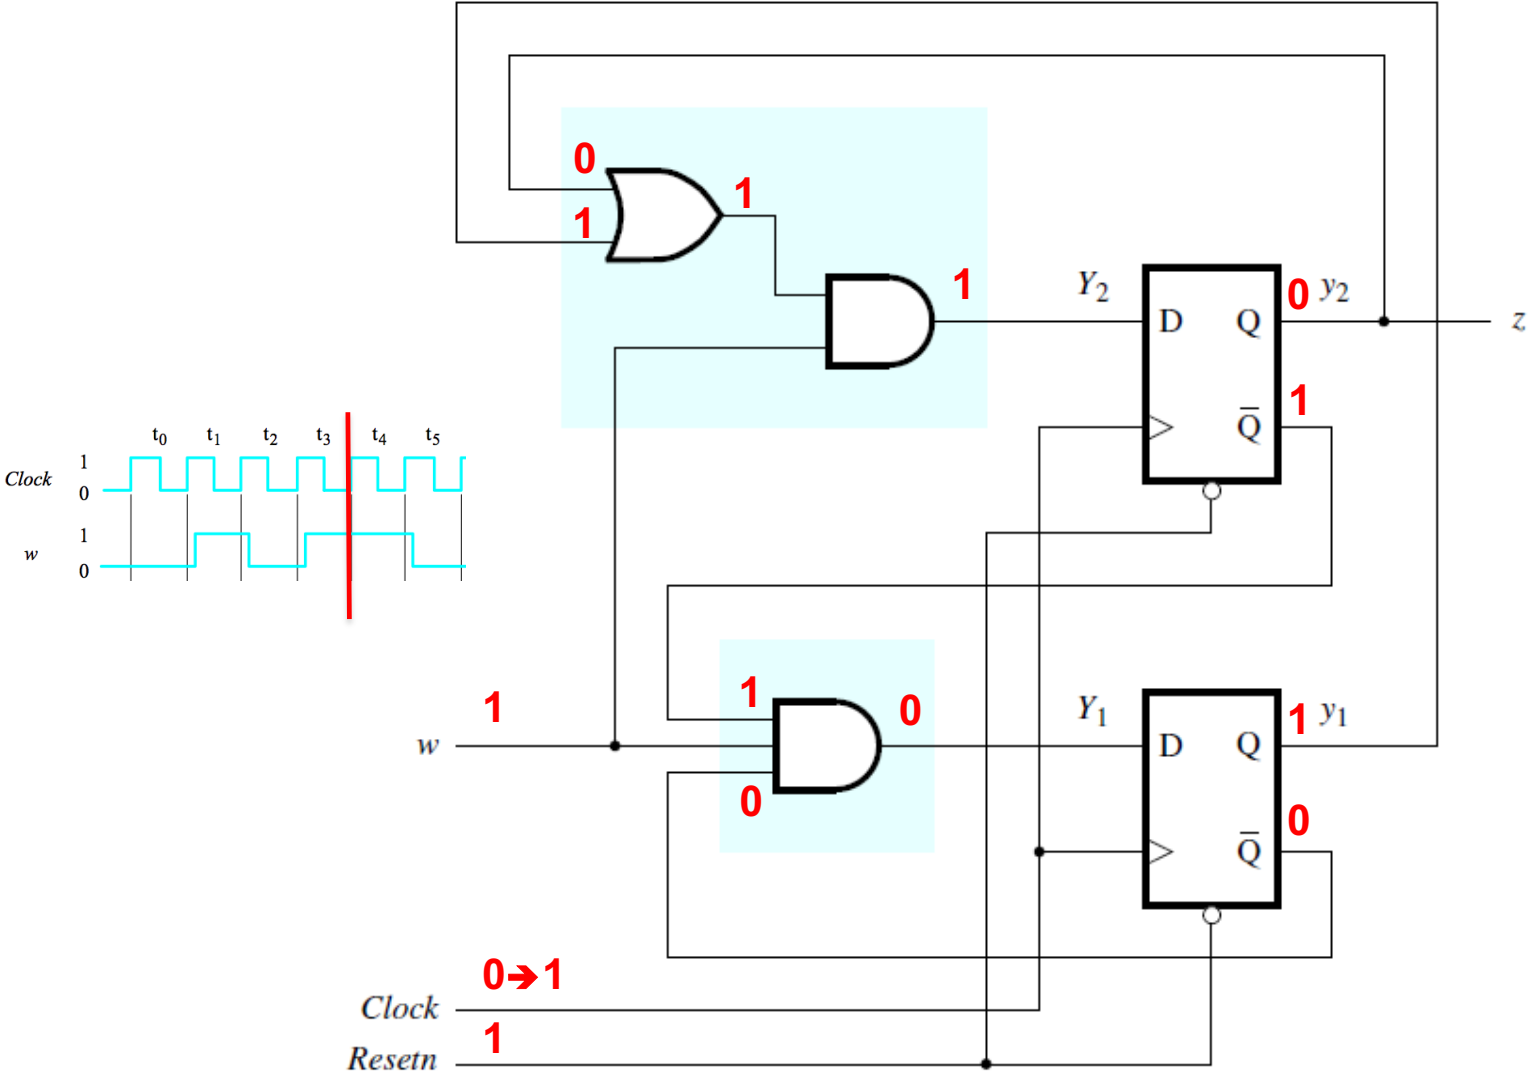 0
1
1
1
Y2
0 y2
D Q
z
1
Q̅
t0 t1 t2 t3 t4 t5
Clock 1
0
w 1
0
1
w
1
0
0
Y1
1 y1
D Q
0
Q̅
0➔1
Clock
1
Resetn